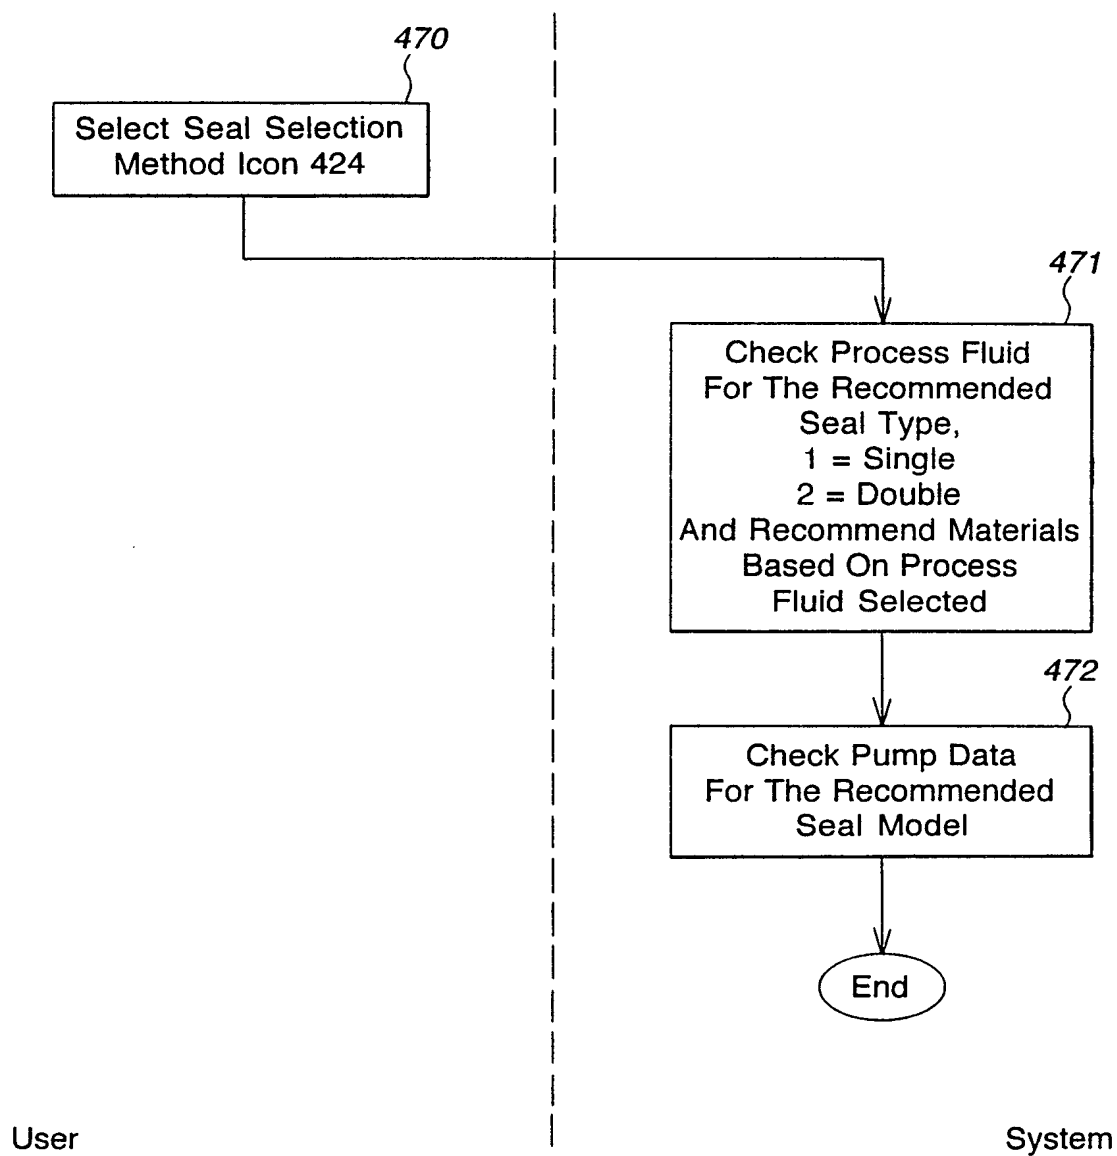 470
Select Seal Selection
Method Icon 424
471
Check Process Fluid
For The Recommended
Seal Type,
1 = Single
2 = Double
And Recommend Materials
Based On Process
Fluid Selected
472
Check Pump Data
For The Recommended
Seal Model
End
User
System